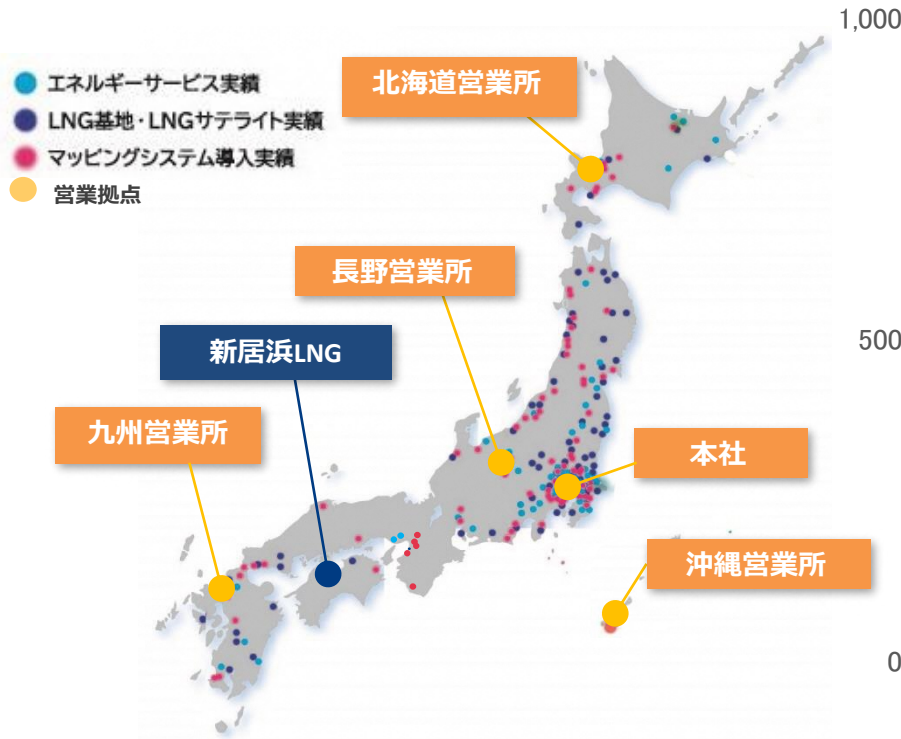 1,000
エネルギーサービス実績
LNG基地・LNGサテライト実績
マッピングシステム導入実績
営業拠点
北海道営業所
長野営業所
新居浜LNG
500
九州営業所
本社
沖縄営業所
0